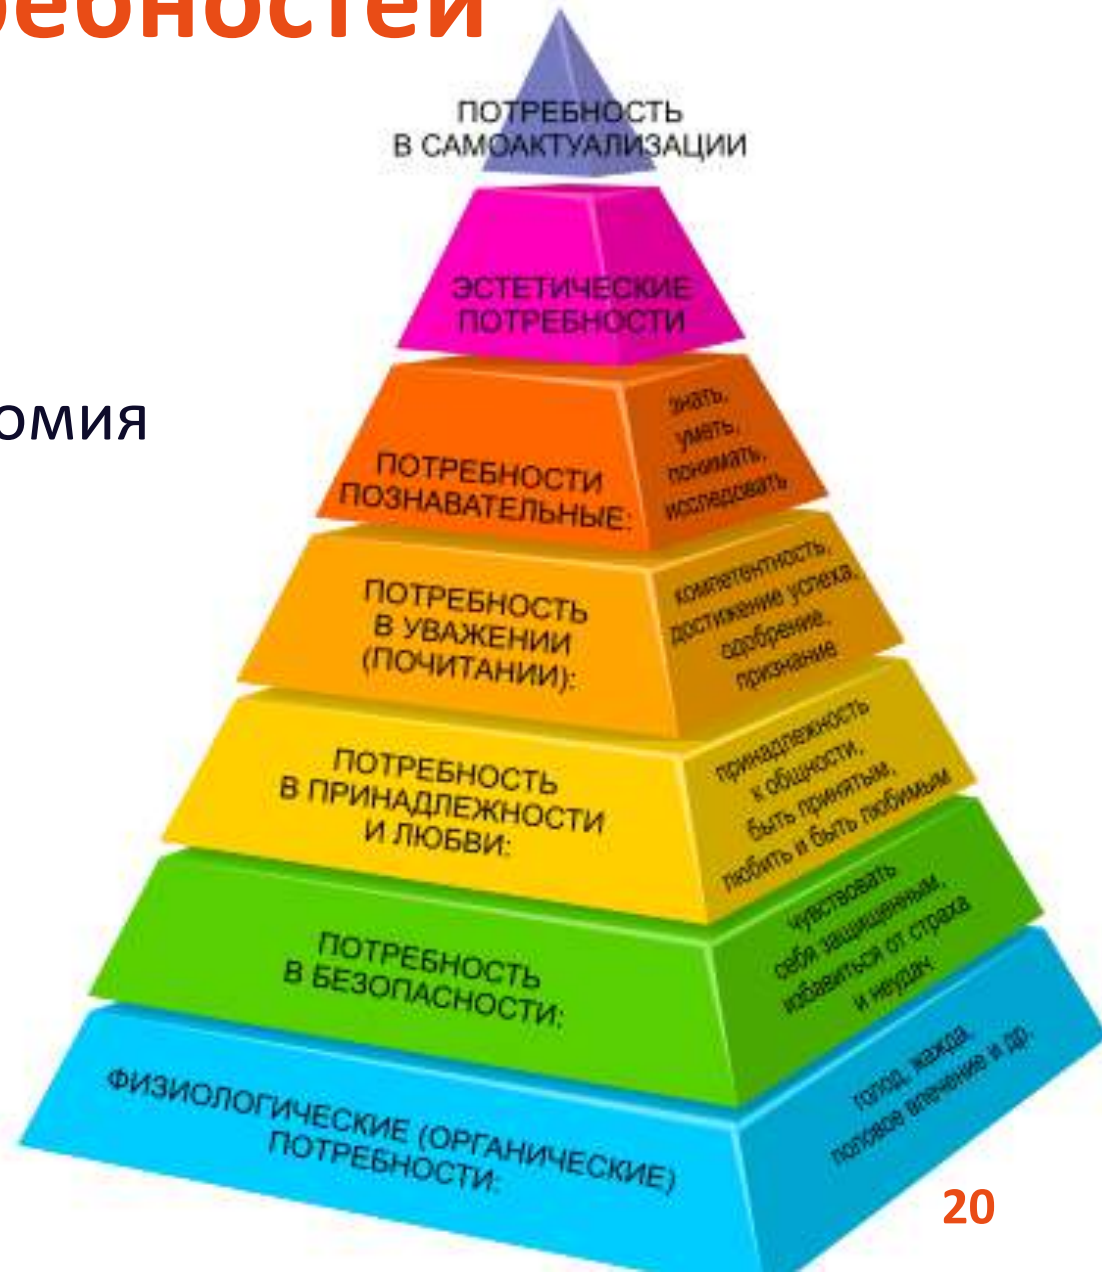 ребностей
ПОТРЕБНОСТЬ
В САМОАКТУАЛИЗАЦИИ
ЭСТЕТИЧЕСКИЕ
ПОТРЕБНОСТИ
омия
ПОТРЕБНОСТИ
ПОЗНАВАТЕЛЬНЫЕ:
знать,
уметь,
понимать,
исследовать
ПОТРЕБНОСТЬ
В УВАЖЕНИИ
(ПОЧИТАНИИ):
компетентность,
достижение успеха,
одобрение,
признание
ПОТРЕБНОСТЬ
В ПРИНАДЛЕЖНОСТИ
И ЛЮБВИ:
принадлежность
к общности,
быть принятым,
любить и быть любимым
ПОТРЕБНОСТЬ
В БЕЗОПАСНОСТИ:
чувствовать
себя защищенным,
избавиться от страха
и неудач
ФИЗИОЛОГИЧЕСКИЕ (ОРГАНИЧЕСКИЕ)
ПОТРЕБНОСТИ:
голод, жажда,
половое влечение и др.
20